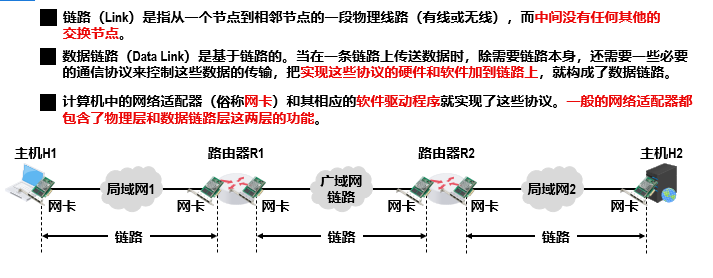 链路（Link）是指从一个节点到相邻节点的一段物理线路（有线或无线），而中间没有任何其他的
交换节点。
数据链路（Data Link）是基于链路的。当在一条链路上传送数据时，除需要链路本身，还需要一些必要
的通信协议来控制这些数据的传输，把实现这些协议的硬件和软件加到链路上，就构成了数据链路。
计算机中的网络适配器（俗称网卡）和其相应的软件驱动程序就实现了这些协议。一般的网络适配器都
包含了物理层和数据链路层这两层的功能。
主机H1 路由器R1 路由器R2 主机H2
局域网1 广域网 局域网2
链路
网卡 网卡 网卡 网卡 网卡 网卡
链路 链路 链路